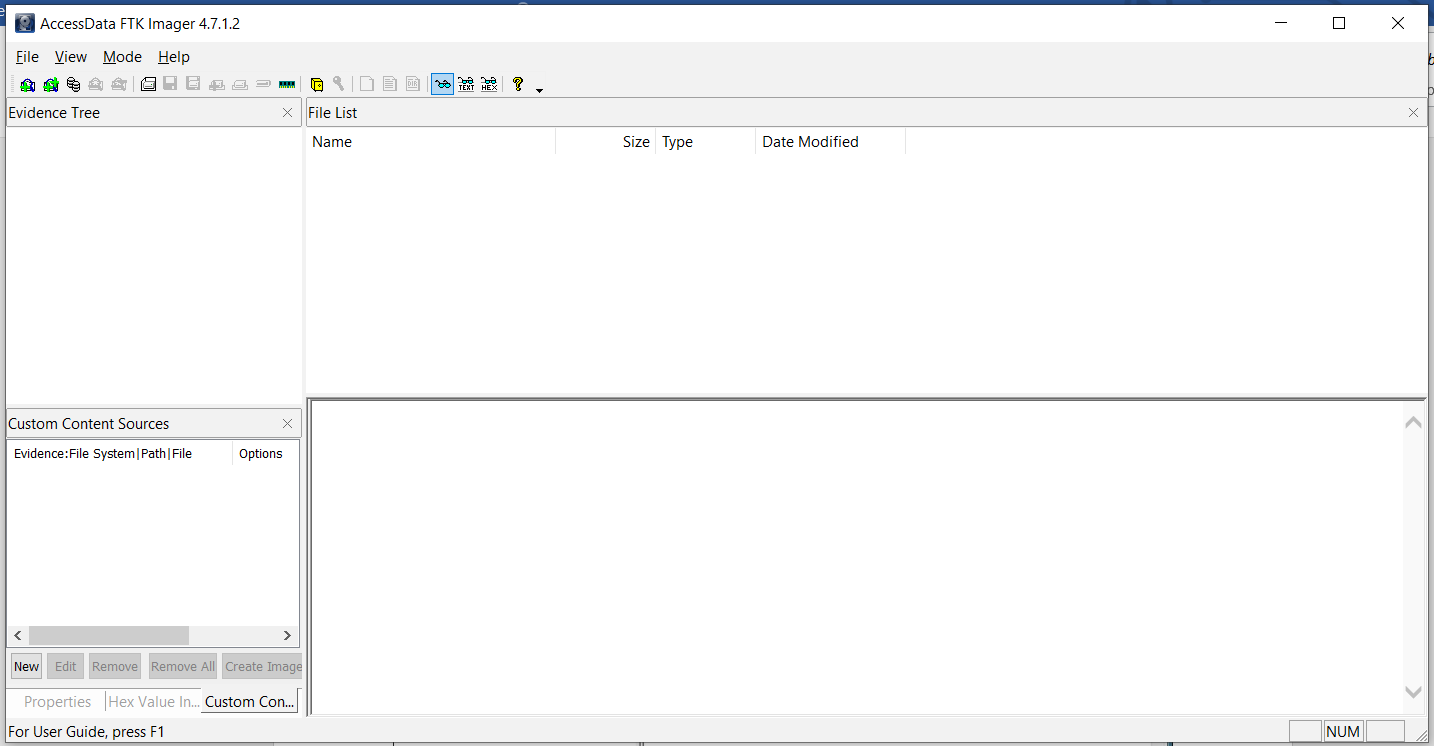 AccessData FTK Imager 4.7.1.2
File View Mode Help
TEXT HEX
Evidence Tree
File List
Name Size Type Date Modified
Custom Content Sources
Evidence:File System|Path|File Options
New Edit Remove Remove All Create Image
Properties Hex Value In... Custom Con...
For User Guide, press F1
NUM